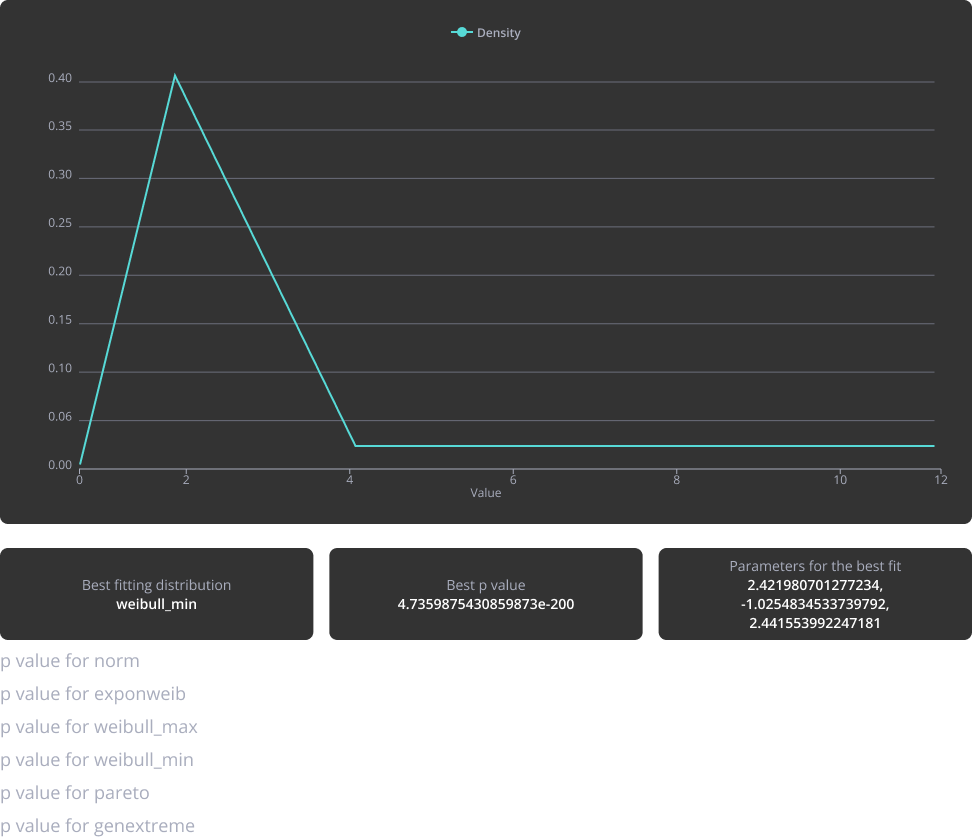 Density
0.40
0.35
0.30
0.25
0.20
0.15
0.10
0.06
0.00
0 2 4 6 8 10 12
Value
Best fitting distribution
weibull_min
Best p value
4.7359875430859873e-200
Parameters for the best fit
2.421980701277234,
-1.0254834533739792,
2.441553992247181
p value for norm
p value for exponweib
p value for weibull_max
p value for weibull_min
p value for pareto
p value for genextreme